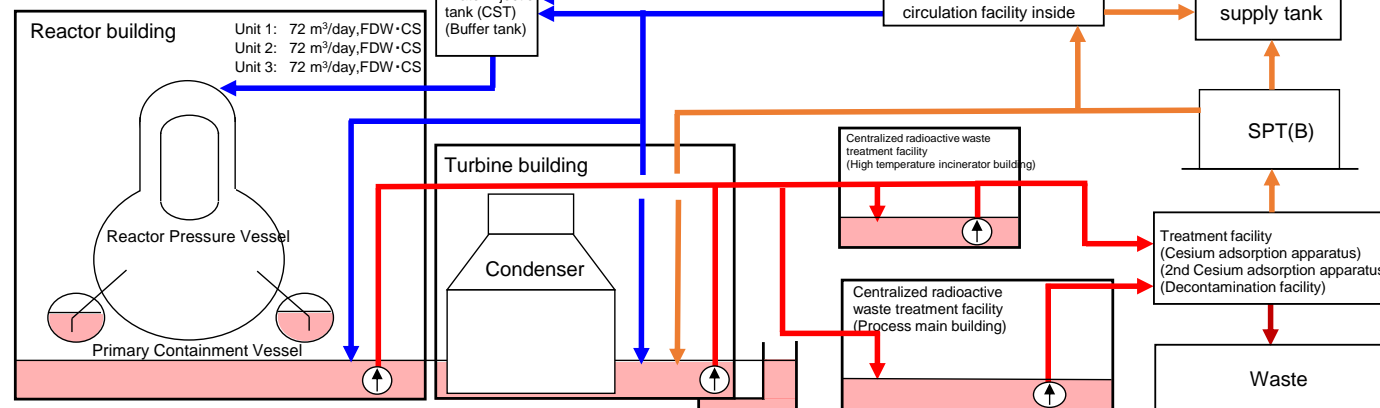 tank (CST)
(Buffer tank)
circulation facility inside
supply tank
Reactor building
Unit 1: 72 m³/day,FDW・CS
Unit 2: 72 m³/day,FDW・CS
Unit 3: 72 m³/day,FDW・CS
SPT(B)
Centralized radioactive waste
treatment facility
(High temperature incinerator building)
Turbine building
Reactor Pressure Vessel
Condenser
Treatment facility
(Cesium adsorption apparatus)
(2nd Cesium adsorption apparatus
(Decontamination facility)
Centralized radioactive
waste treatment facility
(Process main building)
Primary Containment Vessel
Waste